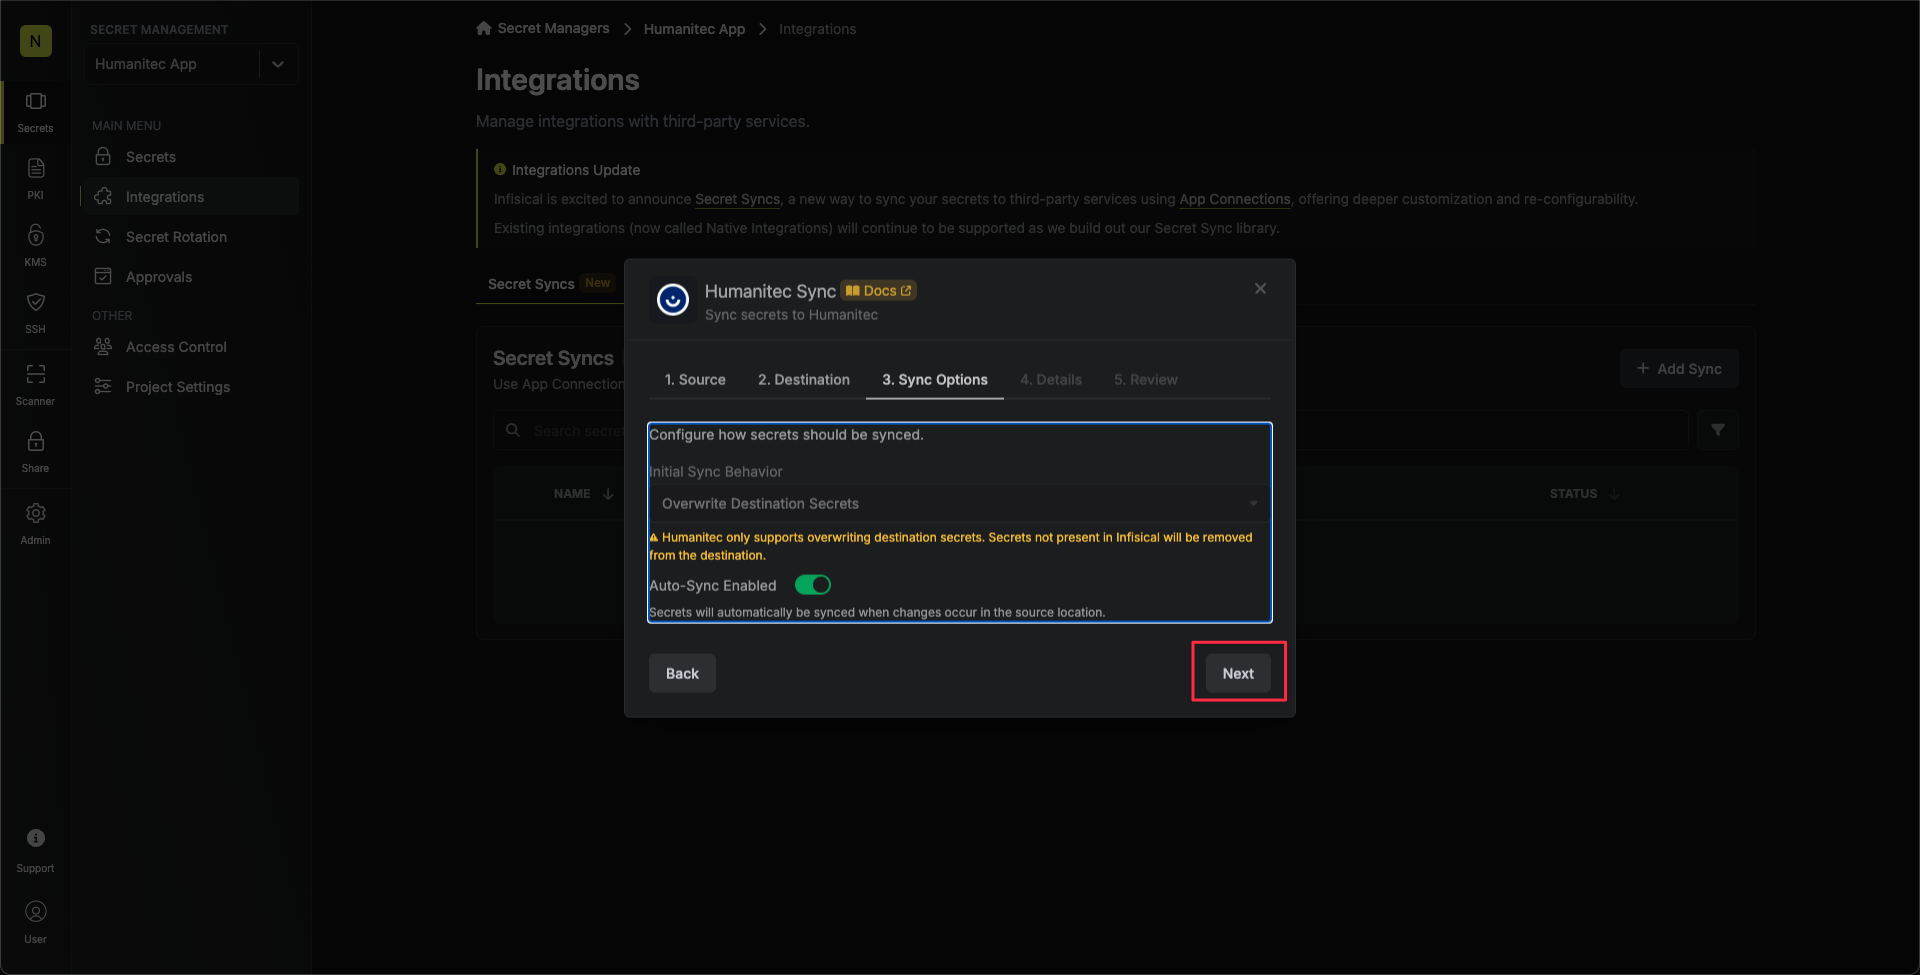 N
Secrets
PKI
KMS
SSH
Scanner
Share
Admin
Support
User
SECRET MANAGEMENT
Humanitec App
MAIN MENU
Secrets
Integrations
Secret Rotation
Approvals
OTHER
Access Control
Project Settings
Secret Managers > Humanitec App > Integrations
Integrations
Manage integrations with third-party services.
Integrations Update
Infisical is excited to announce Secret Syncs, a new way to sync your secrets to third-party services using App Connections, offering deeper customization and re-configurability.
Existing integrations (now called Native Integrations) will continue to be supported as we build out our Secret Sync library.
Secret Syncs New
Secret Syncs
Use App Connection
+ Add Sync
Search secret
NAME
STATUS
Humanitec Sync Docs
Sync secrets to Humanitec
1. Source 2. Destination 3. Sync Options 4. Details 5. Review
Configure how secrets should be synced.
Initial Sync Behavior
Overwrite Destination Secrets
Humanitec only supports overwriting destination secrets. Secrets not present in Infisical will be removed
from the destination.
Auto-Sync Enabled
Secrets will automatically be synced when changes occur in the source location.
Back
Next